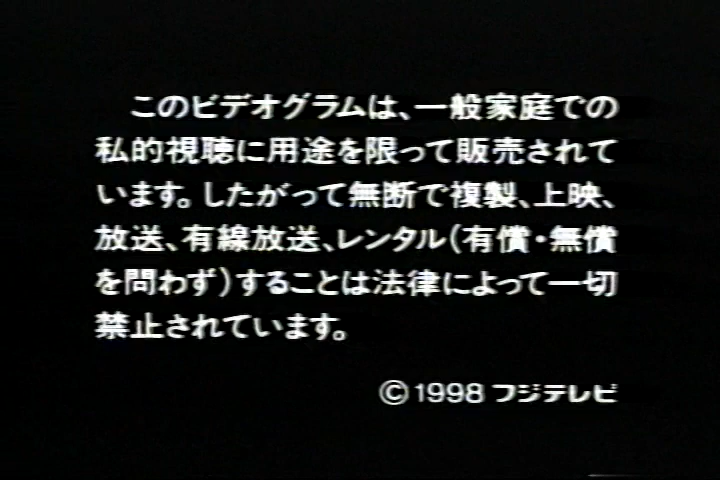 このビデオグラムは、一般家庭での
私的視聴に用途を限って販売されて
います。したがって無断で複製、上映、
放送、有線放送、レンタル(有償・無償
を問わず)することは法律によって一切
禁止されています。
©1998 フジテレビ